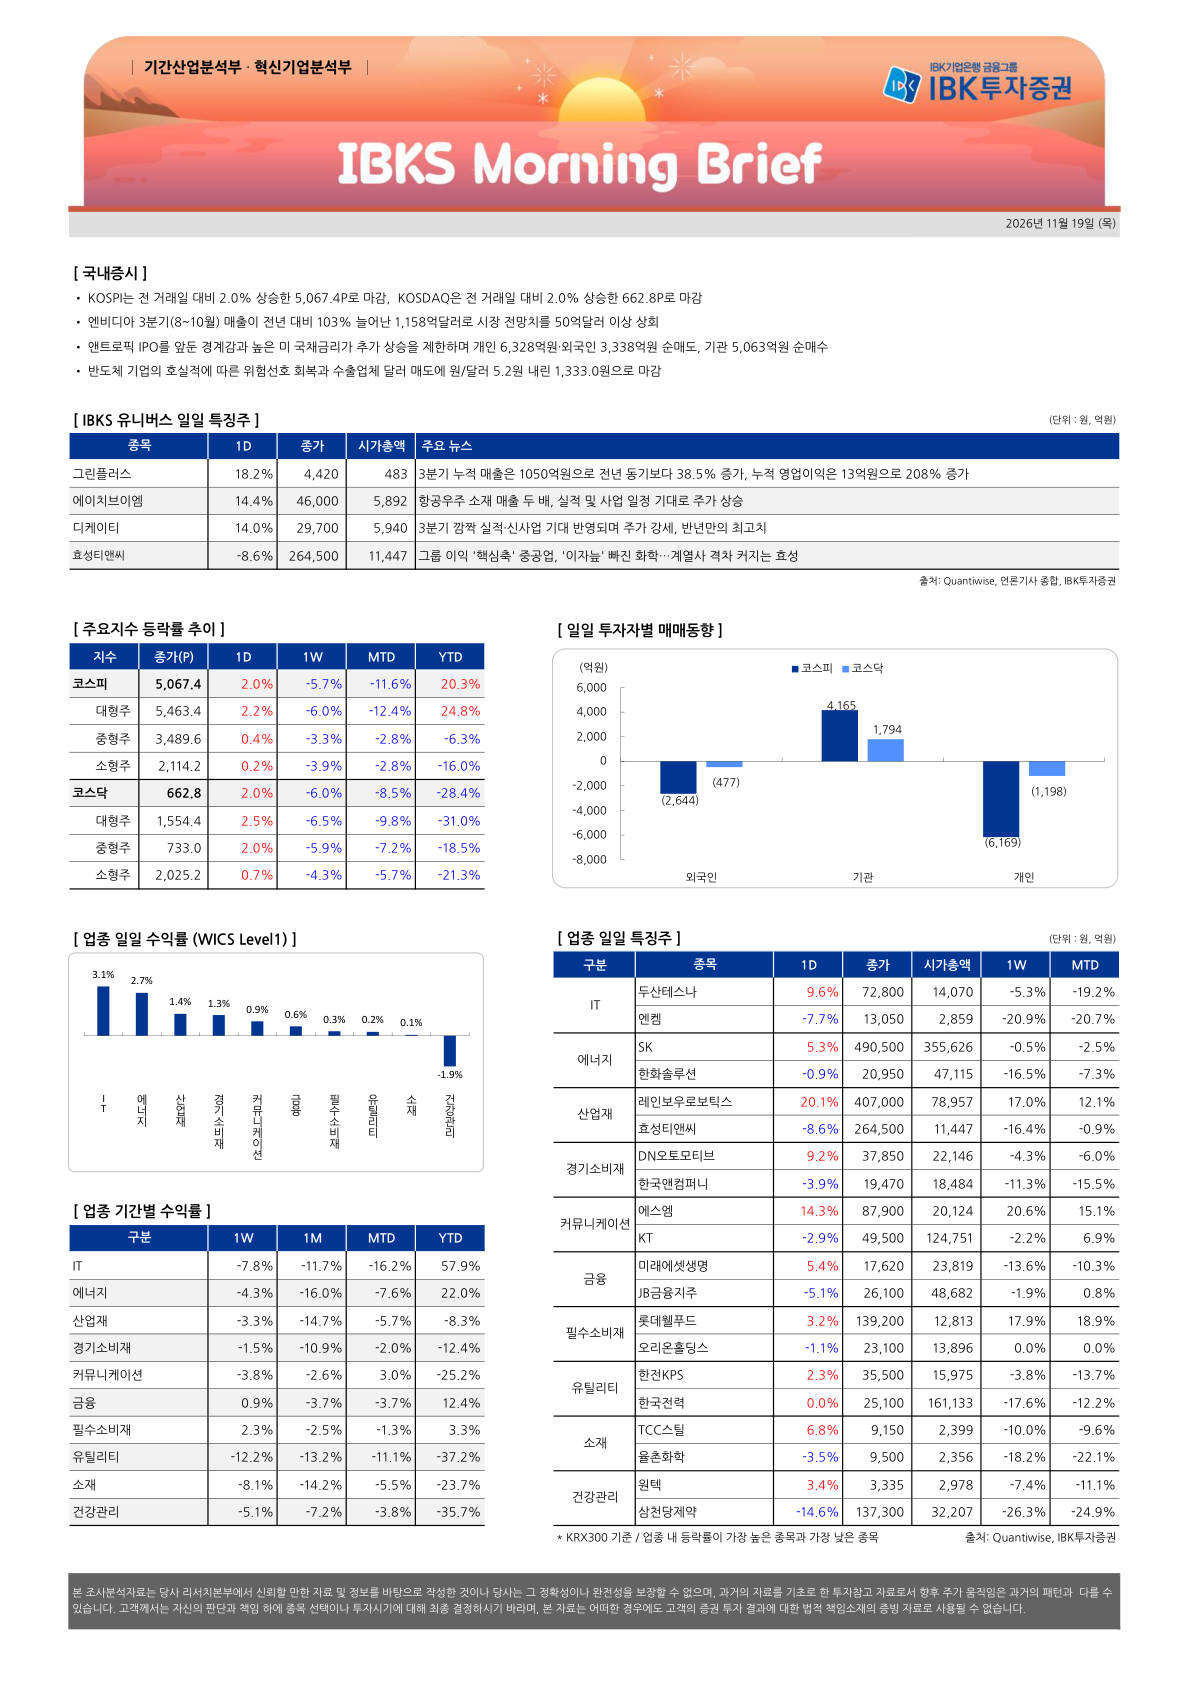 기간산업분석부 · 혁신기업분석부
IBK기업은행 금융그룹
IBK투자증권
IBKS Morning Brief
2026년 11월 19일 (목)
[ 국내증시 ]
• KOSPI는 전 거래일 대비 2.0% 상승한 5,067.4P로 마감, KOSDAQ은 전 거래일 대비 2.0% 상승한 662.8P로 마감
• 엔비디아 3분기(8~10월) 매출이 전년 대비 103% 늘어난 1,158억달러로 시장 전망치를 50억달러 이상 상회
• 앤트로픽 IPO를 앞둔 경계감과 높은 미 국채금리가 추가 상승을 제한하며 개인 6,328억원·외국인 3,338억원 순매도, 기관 5,063억원 순매수
• 반도체 기업의 호실적에 따른 위험선호 회복과 수출업체 달러 매도에 원/달러 5.2원 내린 1,333.0원으로 마감
[ IBKS 유니버스 일일 특징주 ] (단위 : 원, 억원)
종목 1D 종가 시가총액 주요 뉴스
그린플러스 18.2% 4,420 483 3분기 누적 매출은 1050억원으로 전년 동기보다 38.5% 증가, 누적 영업이익은 13억원으로 208% 증가
에이치브이엠 14.4% 46,000 5,892 항공우주 소재 매출 두 배, 실적 및 사업 일정 기대로 주가 상승
디케이티 14.0% 29,700 5,940 3분기 깜짝 실적·신사업 기대 반영되며 주가 강세, 반년만의 최고치
효성티앤씨 -8.6% 264,500 11,447 그룹 이익 '핵심축' 중공업, '이자늪' 빠진 화학…계열사 격차 커지는 효성
출처: Quantiwise, 언론기사 종합, IBK투자증권
[ 주요지수 등락률 추이 ]
지수 종가(P) 1D 1W MTD YTD
코스피 5,067.4 2.0% -5.7% -11.6% 20.3%
대형주 5,463.4 2.2% -6.0% -12.4% 24.8%
중형주 3,489.6 0.4% -3.3% -2.8% -6.3%
소형주 2,114.2 0.2% -3.9% -2.8% -16.0%
코스닥 662.8 2.0% -6.0% -8.5% -28.4%
대형주 1,554.4 2.5% -6.5% -9.8% -31.0%
중형주 733.0 2.0% -5.9% -7.2% -18.5%
소형주 2,025.2 0.7% -4.3% -5.7% -21.3%
[ 일일 투자자별 매매동향 ]
(억원) 코스피 코스닥
6,000
4,000
2,000
0
-2,000
-4,000
-6,000
-8,000
(2,644) (477) 4,165 1,794 (6,169) (1,198)
외국인 기관 개인
[ 업종 일일 수익률 (WICS Level1) ]
3.1% 2.7% 1.4% 1.3% 0.9% 0.6% 0.3% 0.2% 0.1% -1.9%
IT 에너지 산업재 경기소비재 커뮤니케이션 금융 필수소비재 유틸리티 소재 건강관리
[ 업종 기간별 수익률 ]
구분 1W 1M MTD YTD
IT -7.8% -11.7% -16.2% 57.9%
에너지 -4.3% -16.0% -7.6% 22.0%
산업재 -3.3% -14.7% -5.7% -8.3%
경기소비재 -1.5% -10.9% -2.0% -12.4%
커뮤니케이션 -3.8% -2.6% 3.0% -25.2%
금융 0.9% -3.7% -3.7% 12.4%
필수소비재 2.3% -2.5% -1.3% 3.3%
유틸리티 -12.2% -13.2% -11.1% -37.2%
소재 -8.1% -14.2% -5.5% -23.7%
건강관리 -5.1% -7.2% -3.8% -35.7%
[ 업종 일일 특징주 ] (단위 : 원, 억원)
구분 종목 1D 종가 시가총액 1W MTD
IT 두산테스나 9.6% 72,800 14,070 -5.3% -19.2%
엔켐 -7.7% 13,050 2,859 -20.9% -20.7%
에너지 SK 5.3% 490,500 355,626 -0.5% -2.5%
한화솔루션 -0.9% 20,950 47,115 -16.5% -7.3%
산업재 레인보우로보틱스 20.1% 407,000 78,957 17.0% 12.1%
효성티앤씨 -8.6% 264,500 11,447 -16.4% -0.9%
경기소비재 DN오토모티브 9.2% 37,850 22,146 -4.3% -6.0%
한국앤컴퍼니 -3.9% 19,470 18,484 -11.3% -15.5%
커뮤니케이션 에스엠 14.3% 87,900 20,124 20.6% 15.1%
KT -2.9% 49,500 124,751 -2.2% 6.9%
금융 미래에셋생명 5.4% 17,620 23,819 -13.6% -10.3%
JB금융지주 -5.1% 26,100 48,682 -1.9% 0.8%
필수소비재 롯데웰푸드 3.2% 139,200 12,813 17.9% 18.9%
오리온홀딩스 -1.1% 23,100 13,896 0.0% 0.0%
유틸리티 한전KPS 2.3% 35,500 15,975 -3.8% -13.7%
한국전력 0.0% 25,100 161,133 -17.6% -12.2%
소재 TCC스틸 6.8% 9,150 2,399 -10.0% -9.6%
율촌화학 -3.5% 9,500 2,356 -18.2% -22.1%
건강관리 원텍 3.4% 3,335 2,978 -7.4% -11.1%
삼천당제약 -14.6% 137,300 32,207 -26.3% -24.9%
* KRX300 기준 / 업종 내 등락률이 가장 높은 종목과 가장 낮은 종목 출처: Quantiwise, IBK투자증권
본 조사분석자료는 당사 리서치본부에서 신뢰할 만한 자료 및 정보를 바탕으로 작성한 것이나 당사는 그 정확성이나 완전성을 보장할 수 없으며, 과거의 자료를 기초로 한 투자참고 자료로서 향후 주가 움직임은 과거의 패턴과 다를 수
있습니다. 고객께서는 자신의 판단과 책임 하에 종목 선택이나 투자시기에 대해 최종 결정하시기 바라며, 본 자료는 어떠한 경우에도 고객의 증권 투자 결과에 대한 법적 책임소재의 증빙 자료로 사용될 수 없습니다.